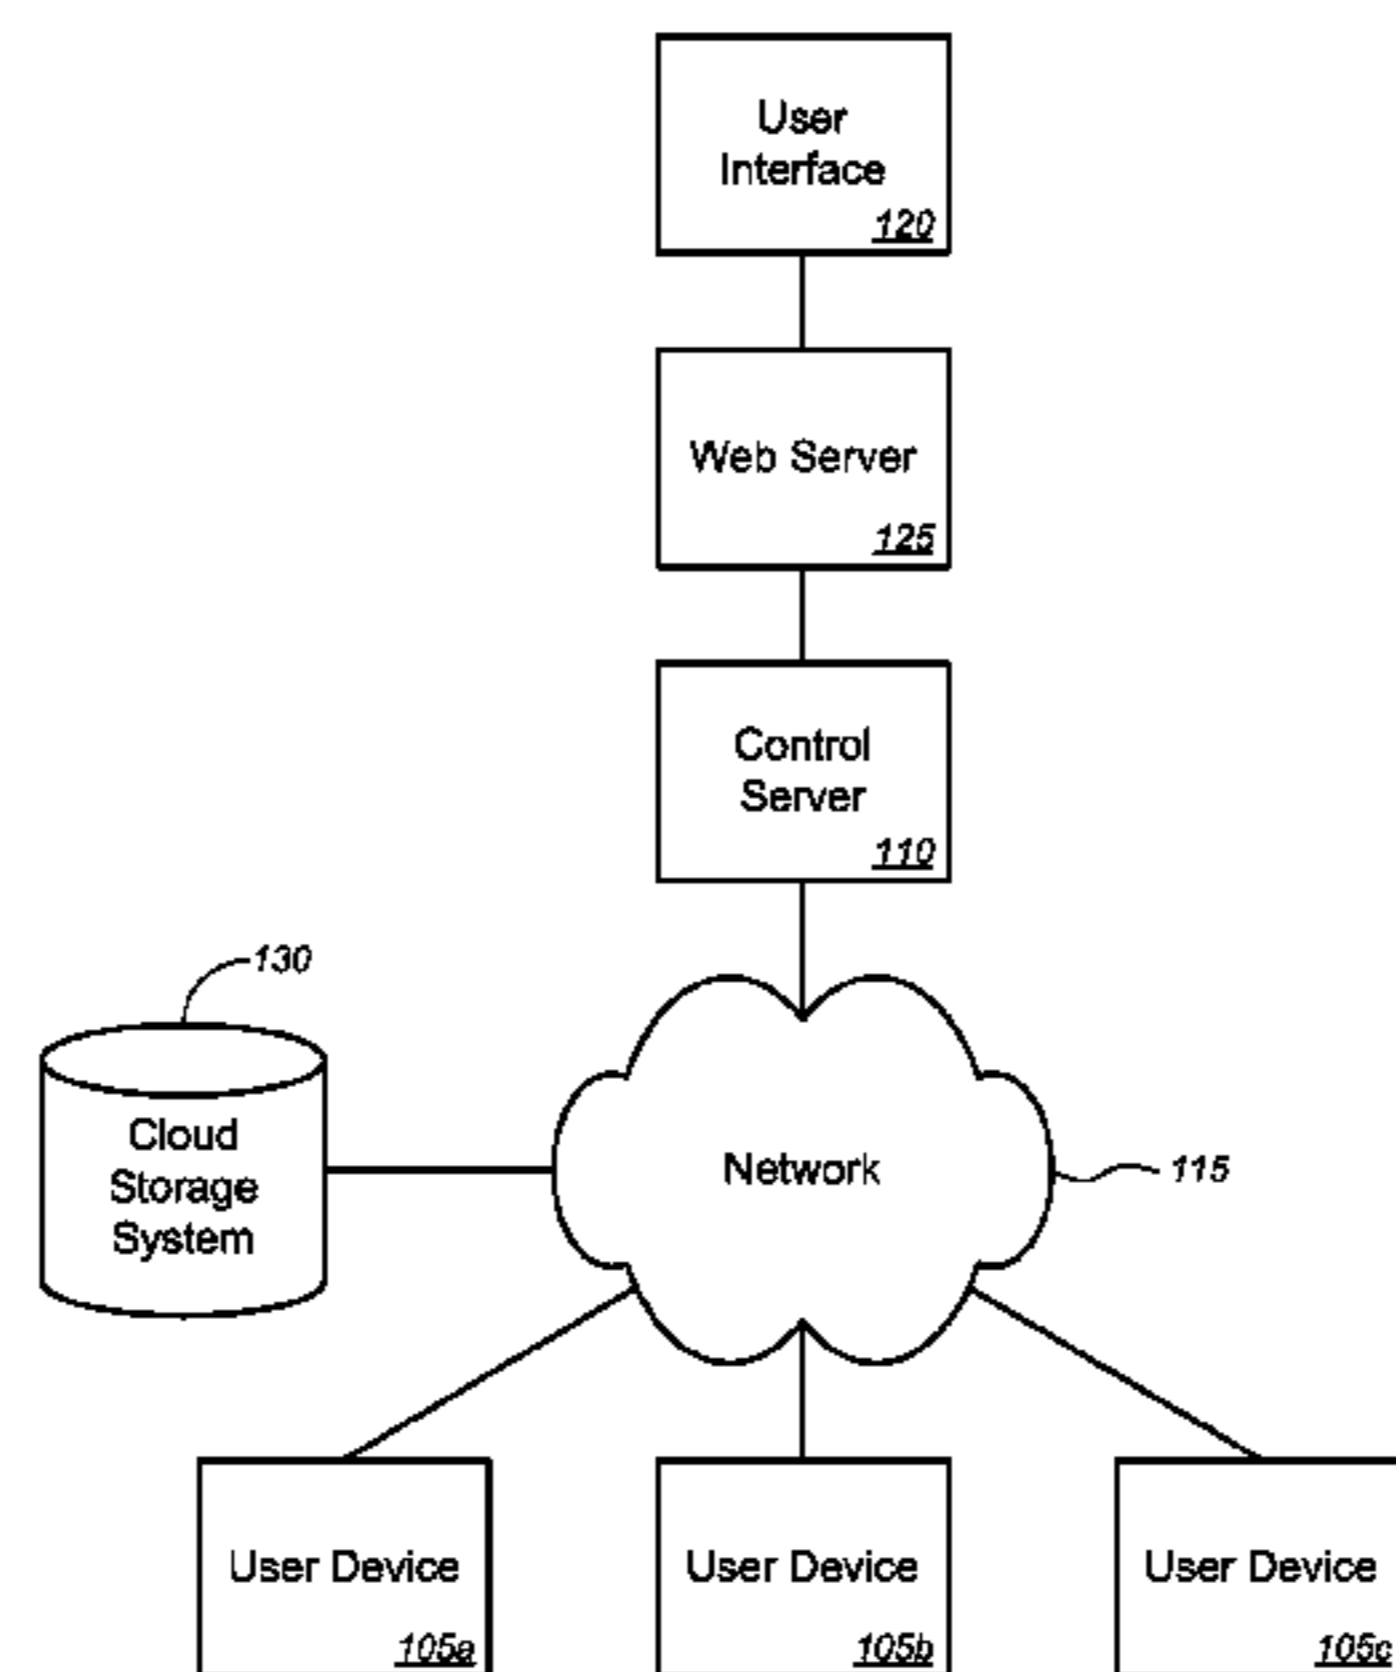 User
Interface
120
Web Server
125
Control
Server
110
130
Cloud
Storage
System
Network
115
User Device
105a
User Device
105b
User Device
105c